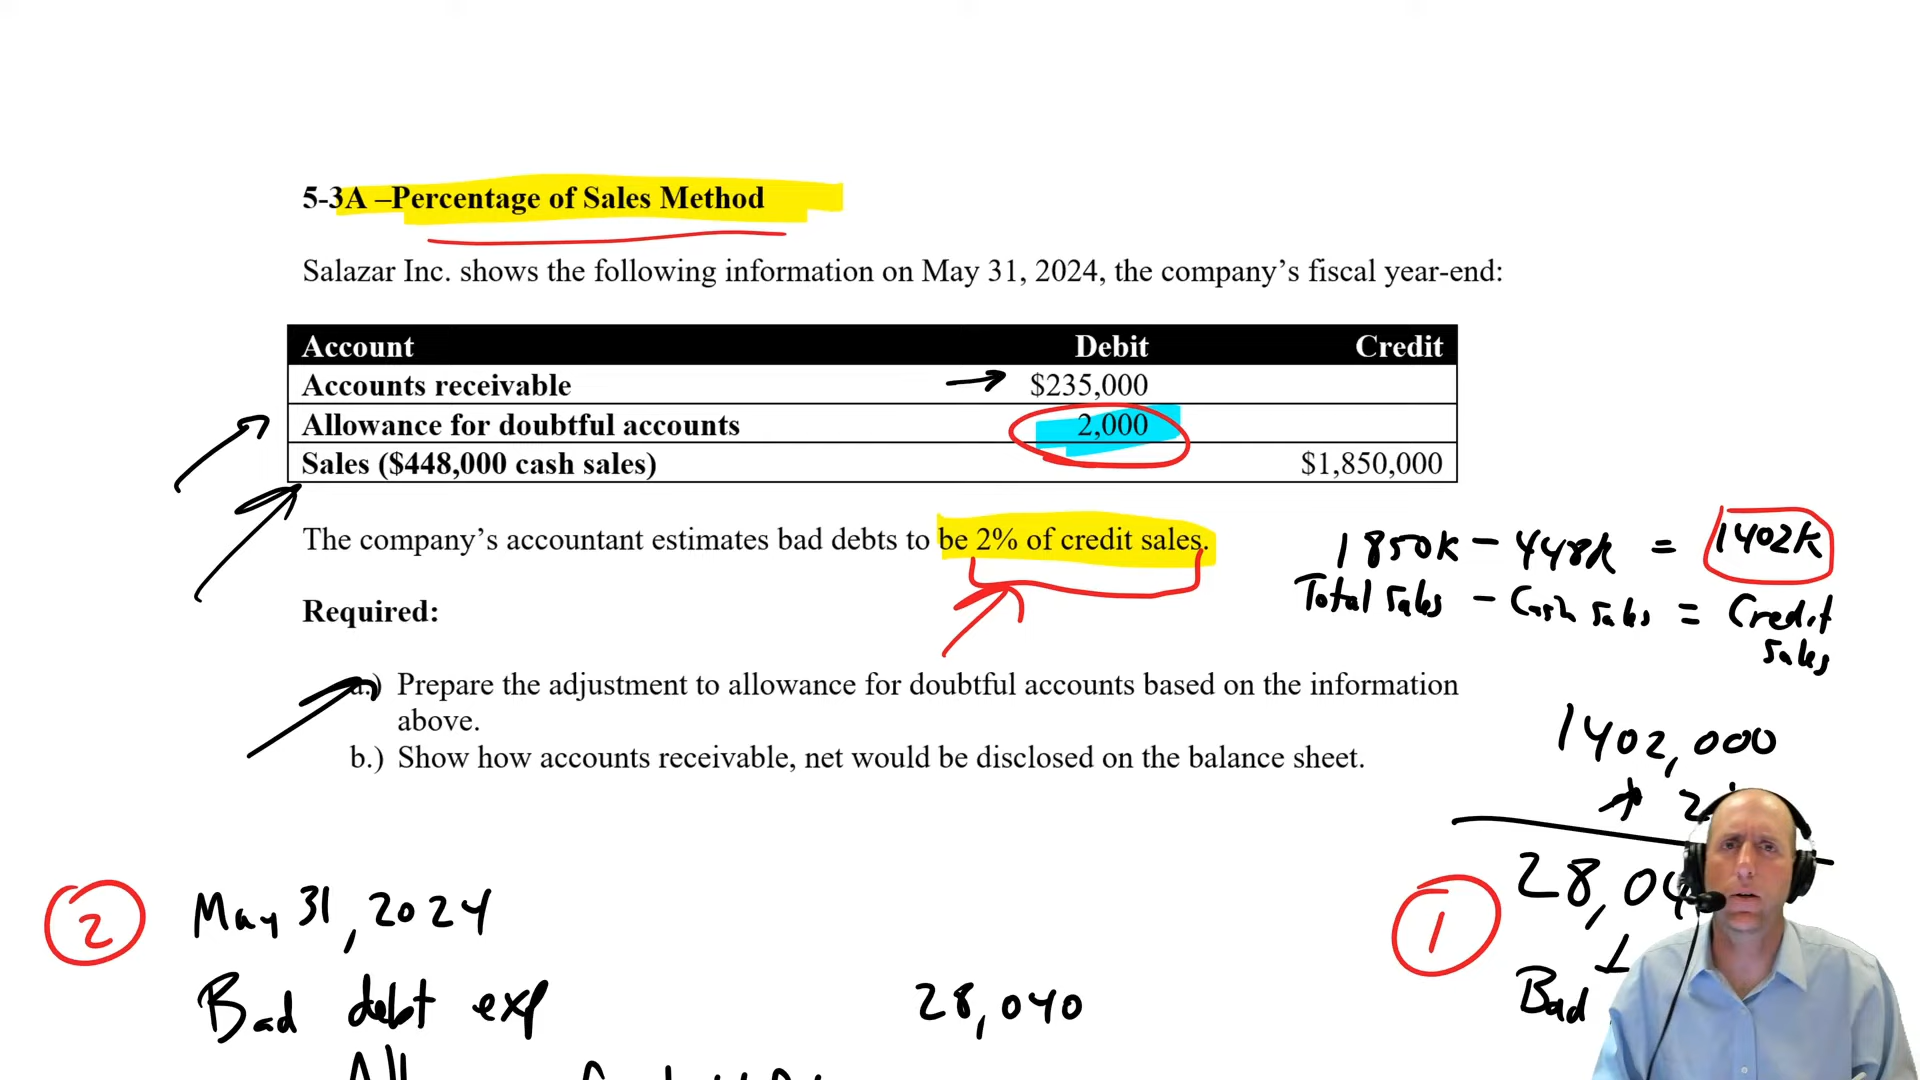 5-3A –Percentage of Sales Method
Salazar Inc. shows the following information on May 31, 2024, the company’s fiscal year-end:
Account Debit Credit
Accounts receivable $235,000
Allowance for doubtful accounts 2,000
Sales ($448,000 cash sales) $1,850,000
The company’s accountant estimates bad debts to be 2% of credit sales.
1850k - 448k = 1402k
Total Sales - Cash Sales = Credit Sales
Required:
a.) Prepare the adjustment to allowance for doubtful accounts based on the information
above.
b.) Show how accounts receivable, net would be disclosed on the balance sheet.
1402,000
28,04
1
Bad
2
May 31, 2024
Bad debt exp 28,040